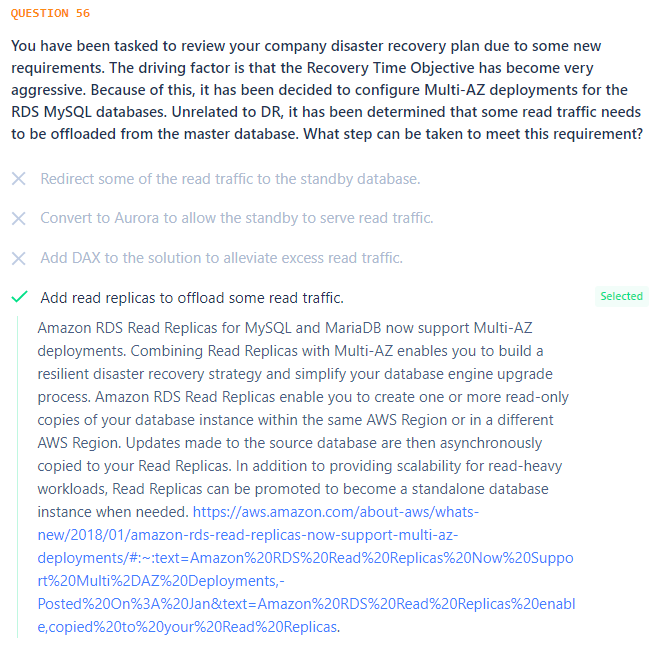 QUESTION 56
You have been tasked to review your company disaster recovery plan due to some new
requirements. The driving factor is that the Recovery Time Objective has become very
aggressive. Because of this, it has been decided to configure Multi-AZ deployments for the
RDS MySQL databases. Unrelated to DR, it has been determined that some read traffic needs
to be offloaded from the master database. What step can be taken to meet this requirement?
Redirect some of the read traffic to the standby database.
Convert to Aurora to allow the standby to serve read traffic.
Add DAX to the solution to alleviate excess read traffic.
Add read replicas to offload some read traffic.
Selected
Amazon RDS Read Replicas for MySQL and MariaDB now support Multi-AZ
deployments. Combining Read Replicas with Multi-AZ enables you to build a
resilient disaster recovery strategy and simplify your database engine upgrade
process. Amazon RDS Read Replicas enable you to create one or more read-only
copies of your database instance within the same AWS Region or in a different
AWS Region. Updates made to the source database are then asynchronously
copied to your Read Replicas. In addition to providing scalability for read-heavy
workloads, Read Replicas can be promoted to become a standalone database
instance when needed. https://aws.amazon.com/about-aws/whats-
new/2018/01/amazon-rds-read-replicas-now-support-multi-az-
deployments/#:~:text=Amazon%20RDS%20Read%20Replicas%20Now%20Suppo
rt%20Multi%2DAZ%20Deployments,-
Posted%20On%3A%20Jan&text=Amazon%20RDS%20Read%20Replicas%20enabl
e,copied%20to%20your%20Read%20Replicas.